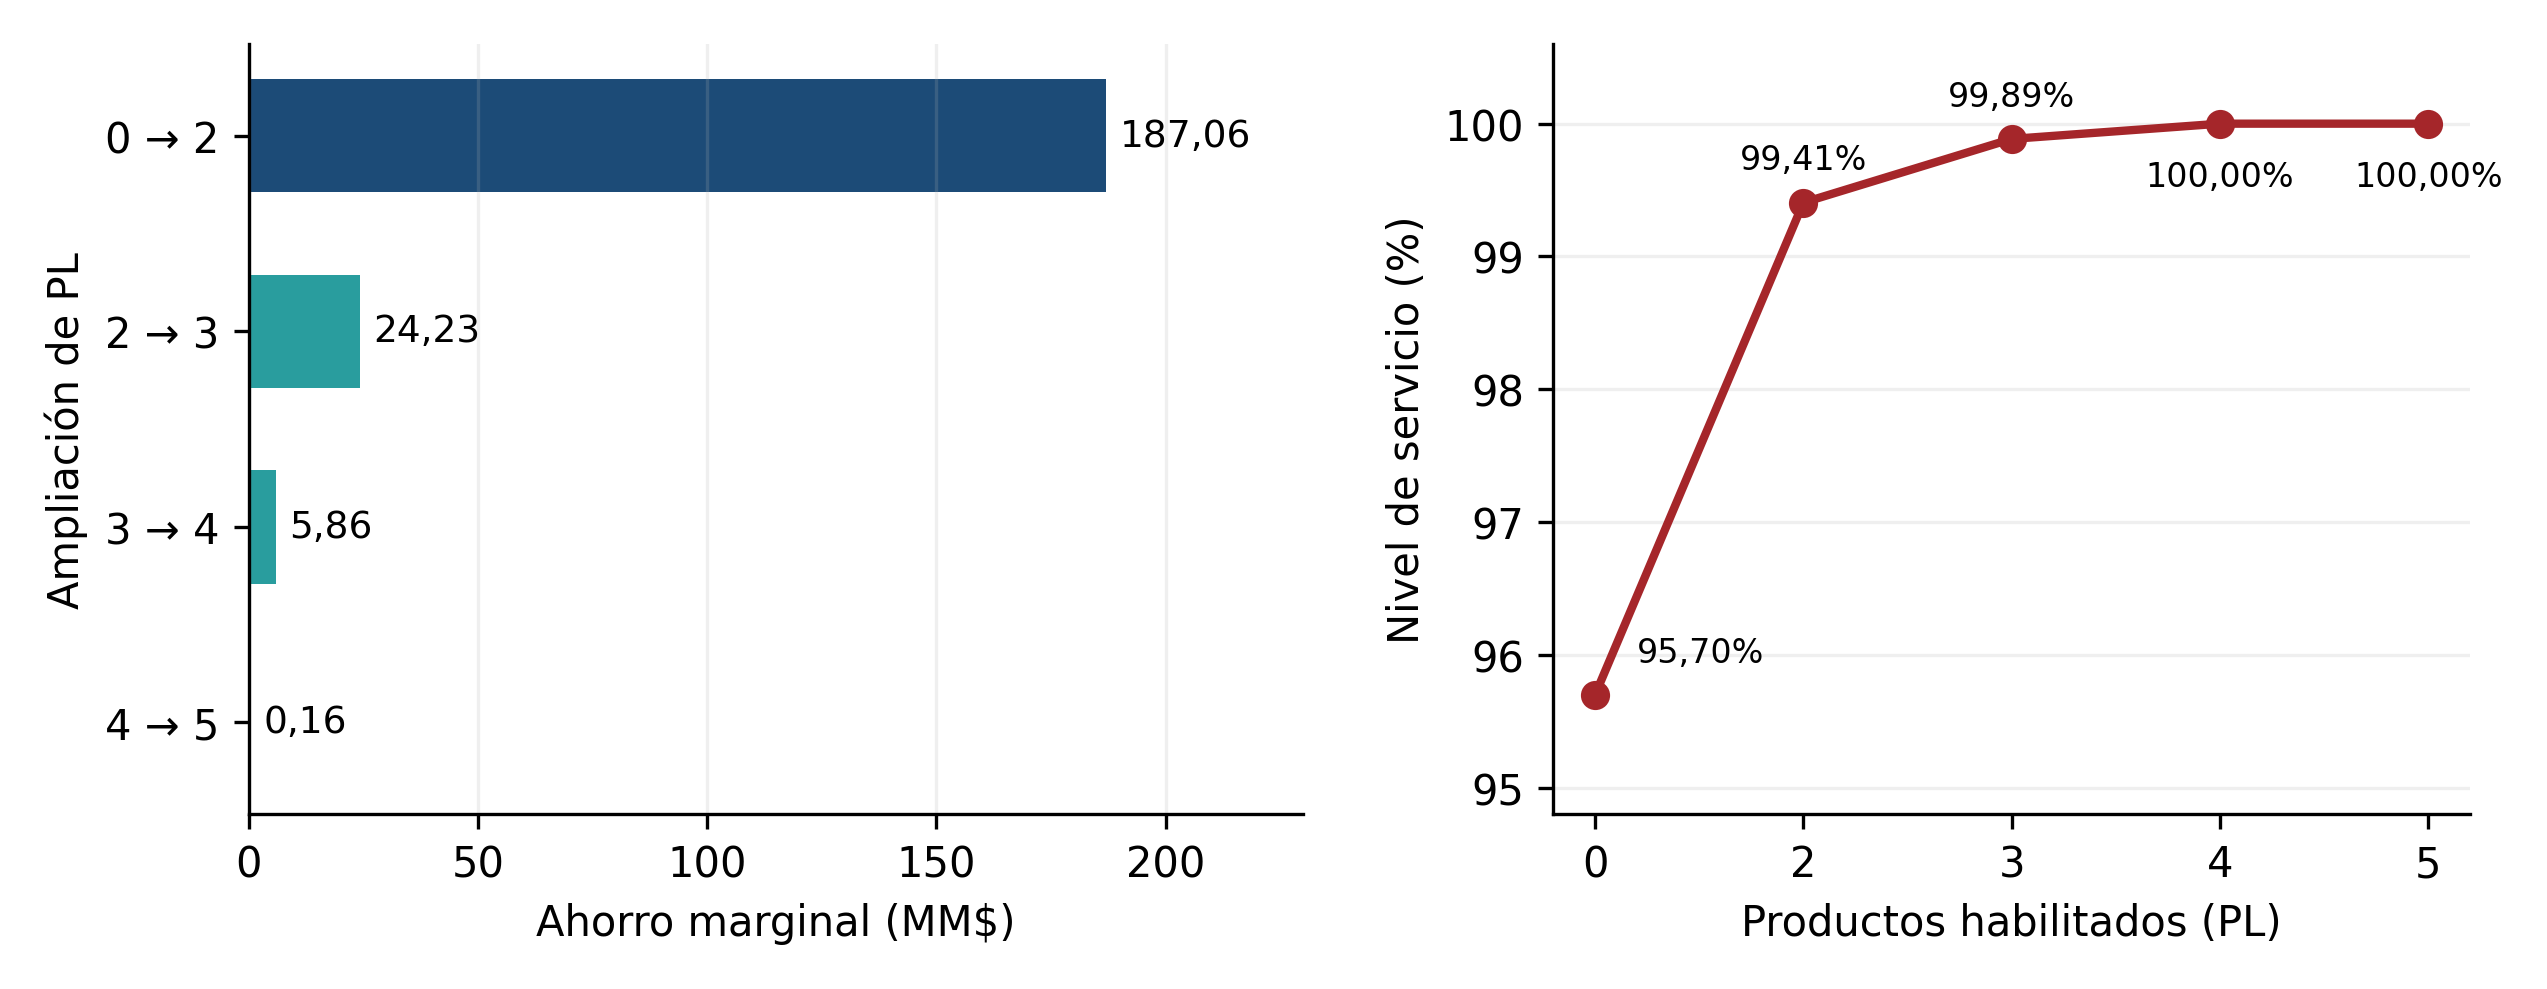 Ampliación de PL
0 → 2
187,06
2 → 3
24,23
3 → 4
5,86
4 → 5
0,16
0 50 100 150 200
Ahorro marginal (MM$)
Nivel de servicio (%)
100
99
98
97
96
95
95,70%
99,41%
99,89%
100,00%
100,00%
0 2 3 4 5
Productos habilitados (PL)